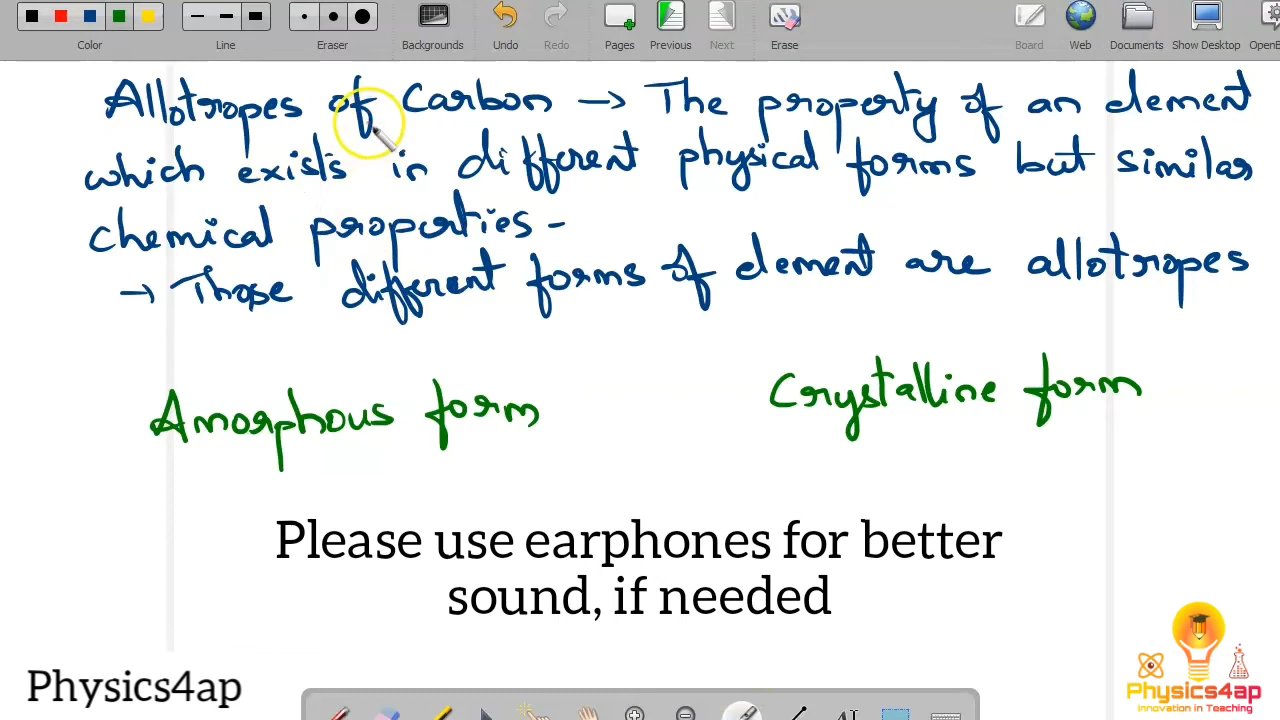 Color
Line
Eraser
Backgrounds
Undo
Redo
Pages
Previous
Next
Erase
Board
Web
Documents
Show Desktop
Allotropes of Carbon → The property of an element
which exists in different physical forms but similar
chemical properties -
→ Those different forms of element are allotropes
Amorphous form
Crystalline form
Please use earphones for better
sound, if needed
Physics4ap
Physics4ap
Innovation in Teaching